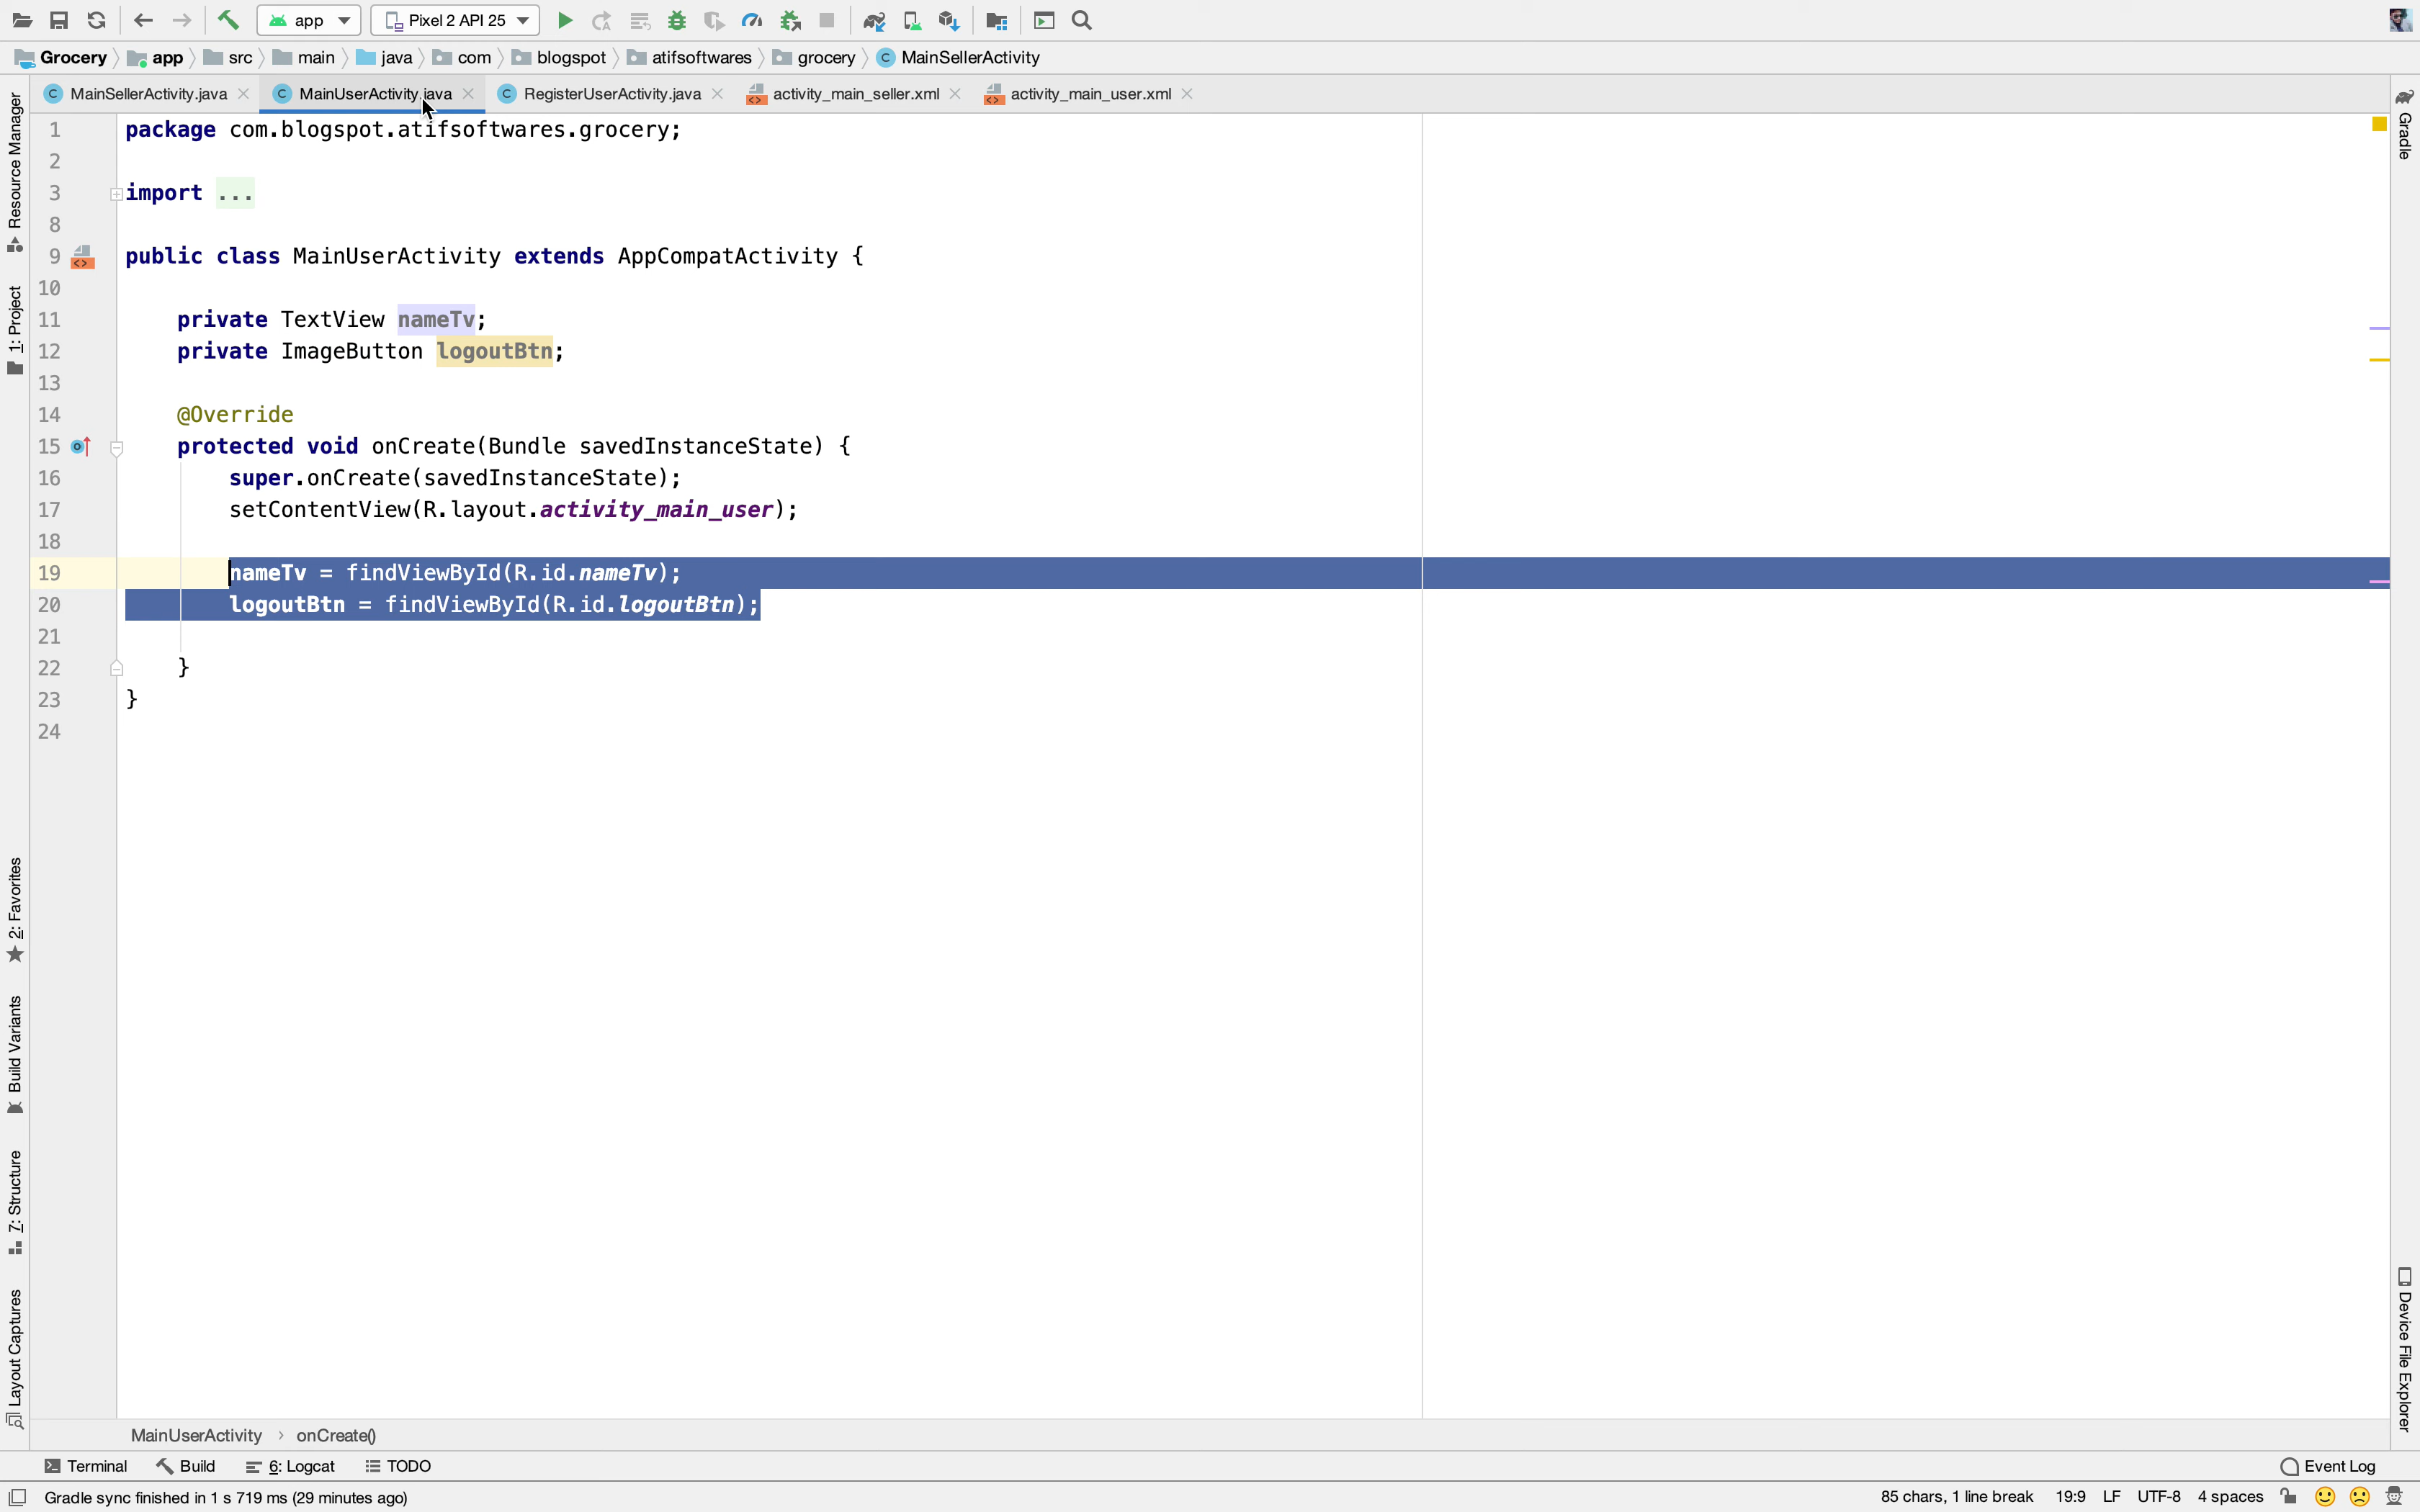 app Pixel 2 API 25
Grocery app src main java com blogspot atifsoftwares grocery MainSellerActivity
MainSellerActivity.java MainUserActivity.java RegisterUserActivity.java activity_main_seller.xml activity_main_user.xml
Resource Manager
1: Project
2: Favorites
Build Variants
7: Structure
Layout Captures
1 package com.blogspot.atifsoftwares.grocery;
2
3 import ...
8
9 public class MainUserActivity extends AppCompatActivity {
10
11 private TextView nameTv;
12 private ImageButton logoutBtn;
13
14 @Override
15 protected void onCreate(Bundle savedInstanceState) {
16 super.onCreate(savedInstanceState);
17 setContentView(R.layout.activity_main_user);
18
19 nameTv = findViewById(R.id.nameTv);
20 logoutBtn = findViewById(R.id.logoutBtn);
21
22 }
23 }
24
Gradle
Device File Explorer
MainUserActivity › onCreate()
Terminal Build 6: Logcat TODO Event Log
Gradle sync finished in 1 s 719 ms (29 minutes ago) 85 chars, 1 line break 19:9 LF UTF-8 4 spaces